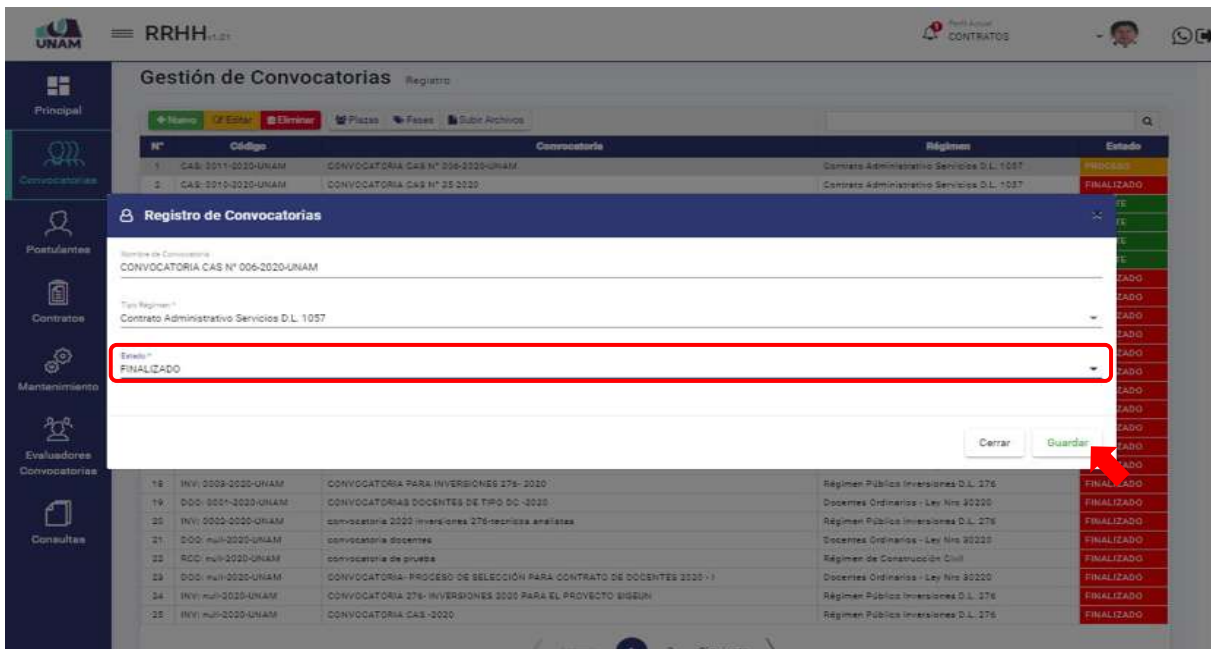 UNAM
RRHH v1.01
Perfil Actual
CONTRATOS
Principal
Convocatorias
Postulantes
Contratos
Mantenimiento
Evaluadores
Convocatorias
Consultas
Gestión de Convocatorias Registro
Nuevo Editar Eliminar Plazas Fases Subir Archivos
N° Código Convocatoria Régimen Estado
1 CAS: 0011-2020-UNAM CONVOCATORIA CAS N° 006-2020-UNAM Contrato Administrativo Servicios D.L. 1057 PROCESO
2 CAS: 0010-2020-UNAM CONVOCATORIA CAS N° 05 2020 Contrato Administrativo Servicios D.L. 1057 FINALIZADO
Registro de Convocatorias
Nombre de Convocatoria
CONVOCATORIA CAS N° 006-2020-UNAM
Tipo Régimen *
Contrato Administrativo Servicios D.L. 1057
Estado *
FINALIZADO
Cerrar Guardar
18 INV: 0003-2020-UNAM CONVOCATORIA PARA INVERSIONES 276- 2020 Régimen Público Inversiones D.L. 276 FINALIZADO
19 DOO: 0001-2020-UNAM CONVOCATORIAS DOCENTES DE TIPO DC -2020 Docentes Ordinarios - Ley Nro 30220 FINALIZADO
20 INV: 0002-2020-UNAM convocatoria 2020 inversiones 276-tecnicos analistas Régimen Público Inversiones D.L. 276 FINALIZADO
21 DOO: null-2020-UNAM convocatoria docentes Docentes Ordinarios - Ley Nro 30220 FINALIZADO
22 RCC: null-2020-UNAM convocatoria de prueba Régimen de Construcción Civil FINALIZADO
23 DOO: null-2020-UNAM CONVOCATORIA- PROCESO DE SELECCIÓN PARA CONTRATO DE DOCENTES 2020 - I Docentes Ordinarios - Ley Nro 30220 FINALIZADO
24 INV: null-2020-UNAM CONVOCATORIA 276- INVERSIONES 2020 PARA EL PROYECTO SIGEUN Régimen Público Inversiones D.L. 276 FINALIZADO
25 INV: null-2020-UNAM CONVOCATORIA CAS -2020 Régimen Público Inversiones D.L. 276 FINALIZADO